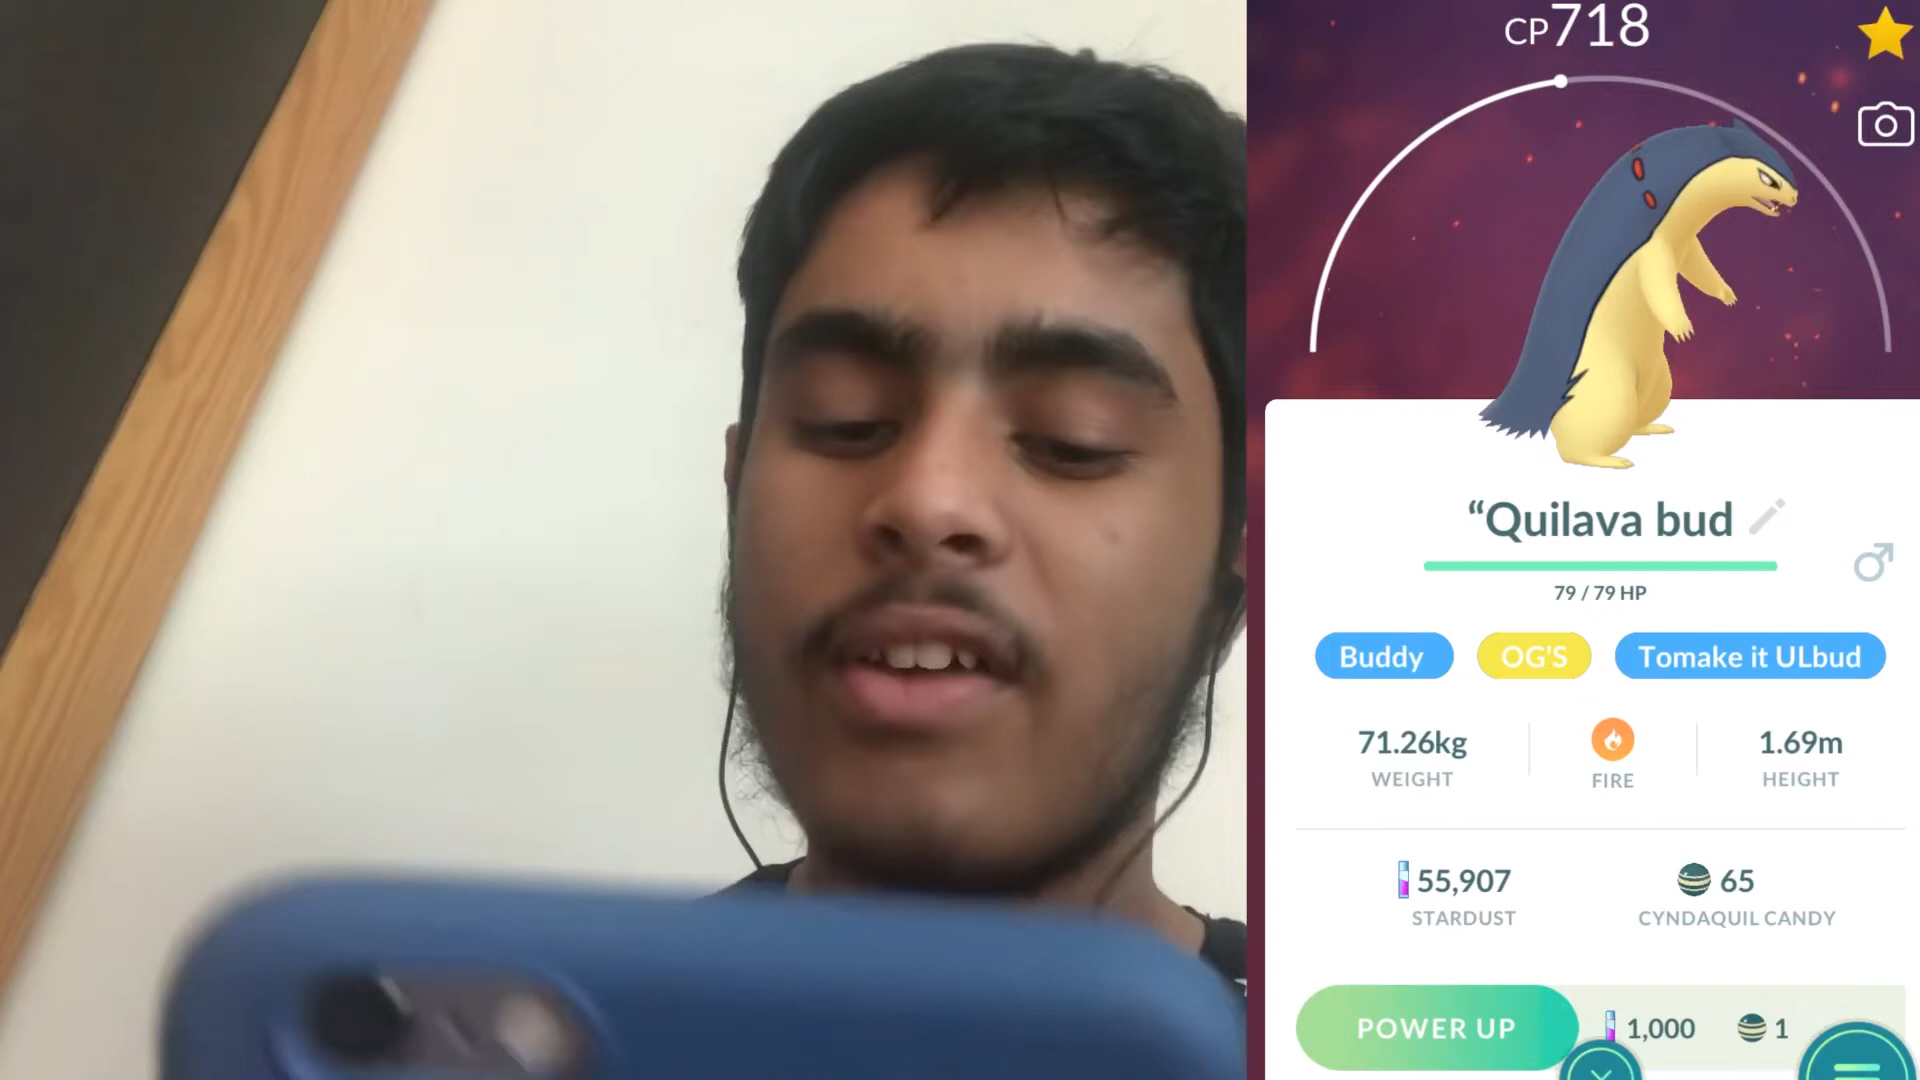 CP718
“Quilava bud
79 / 79 HP
Buddy OG'S Tomake it ULbud
71.26kg 1.69m
WEIGHT FIRE HEIGHT
55,907 65
STARDUST CYNDAQUIL CANDY
POWER UP 1,000 1